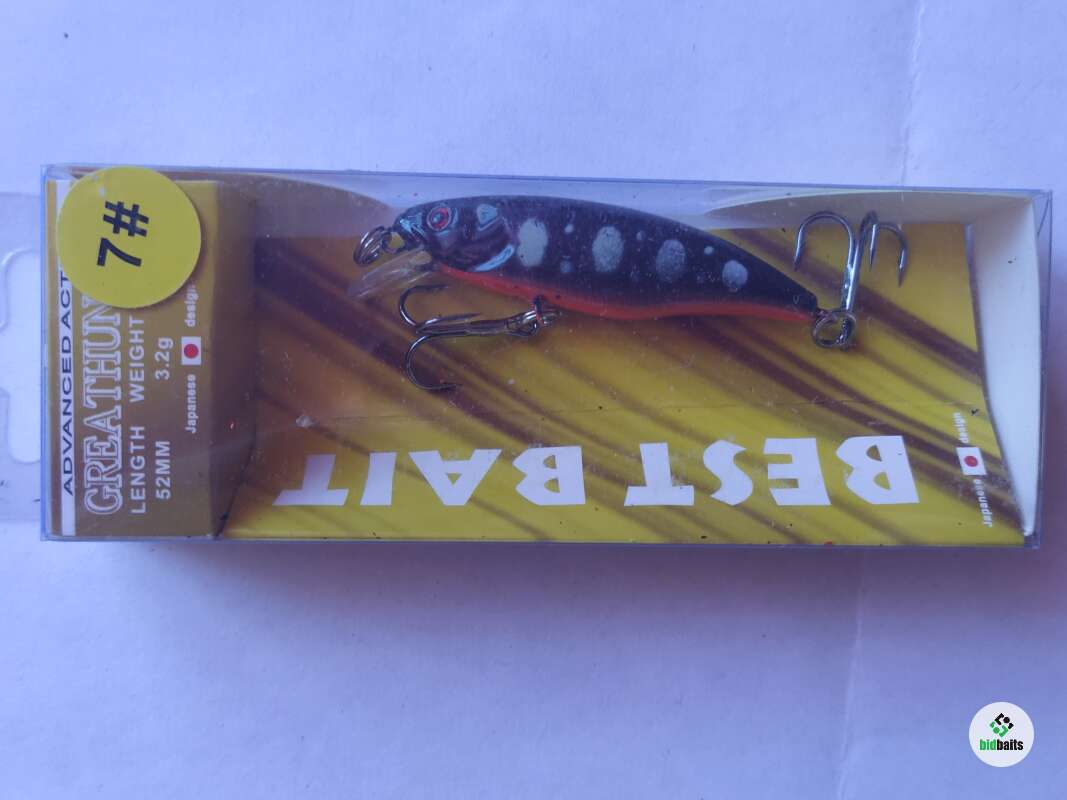 7#
ADVANCED ACT
GREATHUN
LENGTH WEIGHT
52MM 3.2g
Japanese design
BEST BAIT
Japanese design
bidbaits